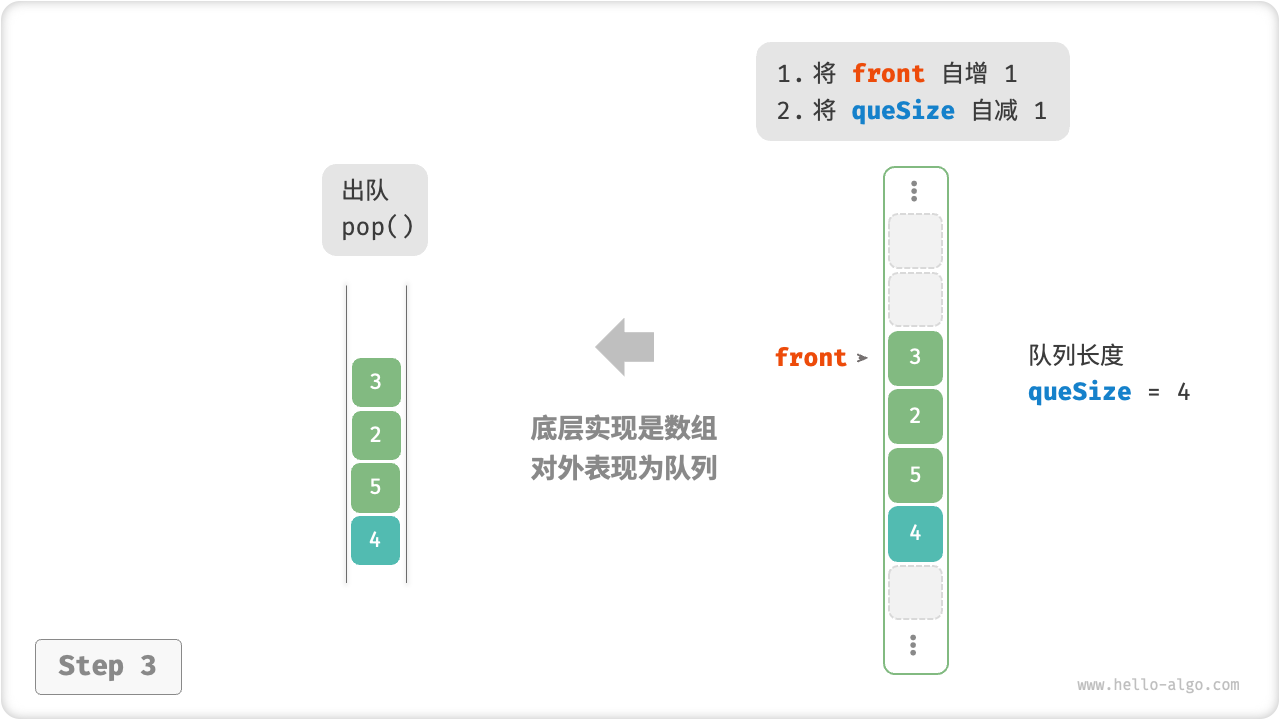 1. 将 front 自增 1
2. 将 queSize 自减 1
出队
pop()
3
2
5
4
底层实现是数组
对外表现为队列
front
3
2
5
4
队列长度
queSize = 4
Step 3
www.hello-algo.com